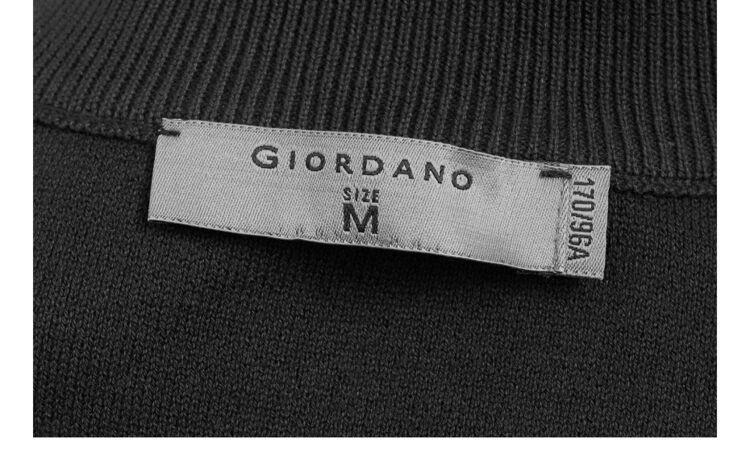 GIORDANO
SIZE
M
170/96A